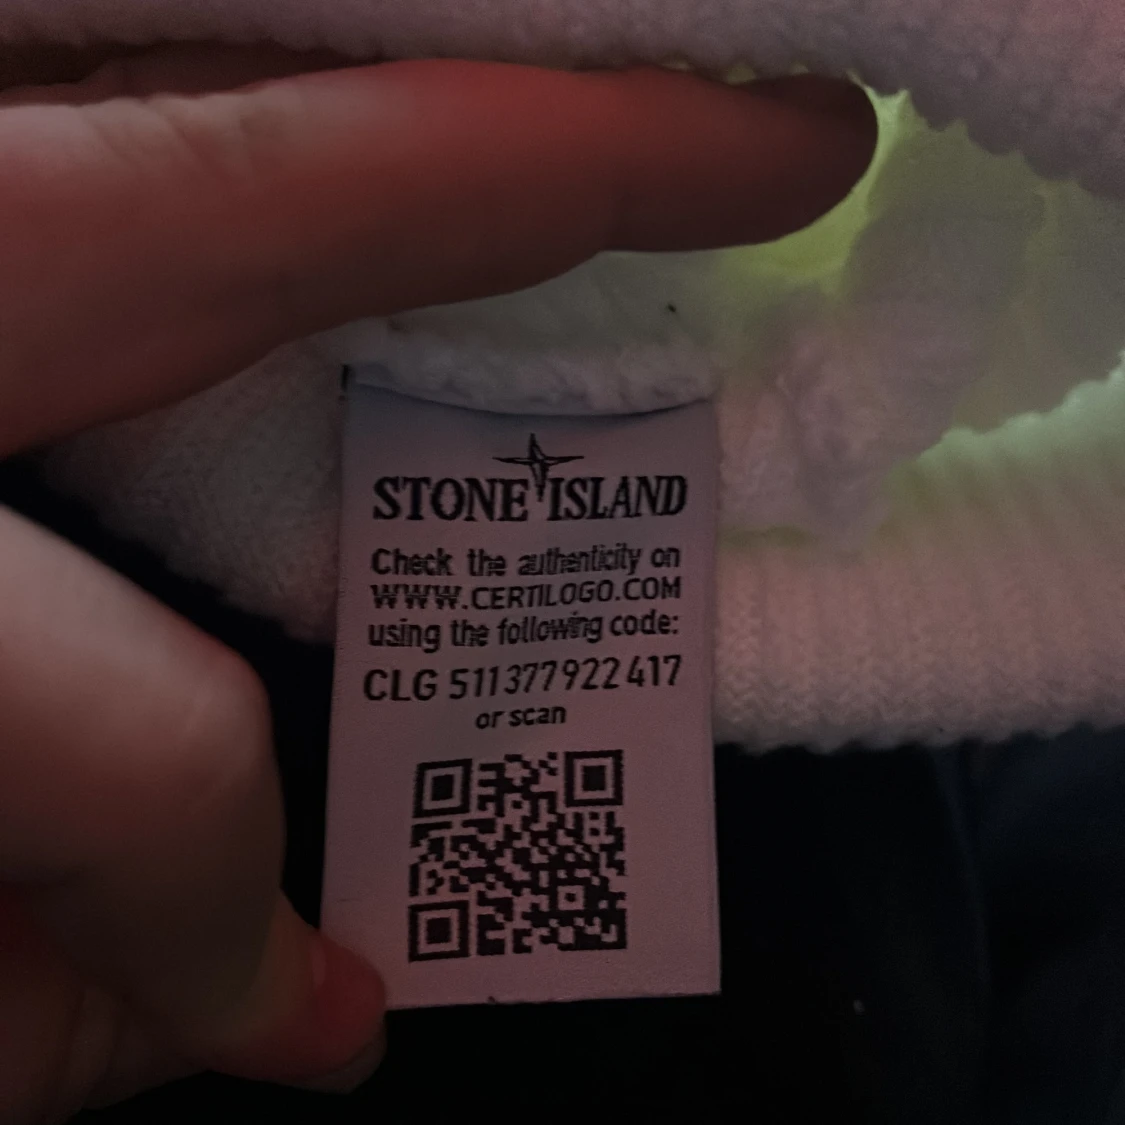 STONE ISLAND
Check the authenticity on
WWW.CERTILOGO.COM
using the following code:
CLG 511377922417
or scan